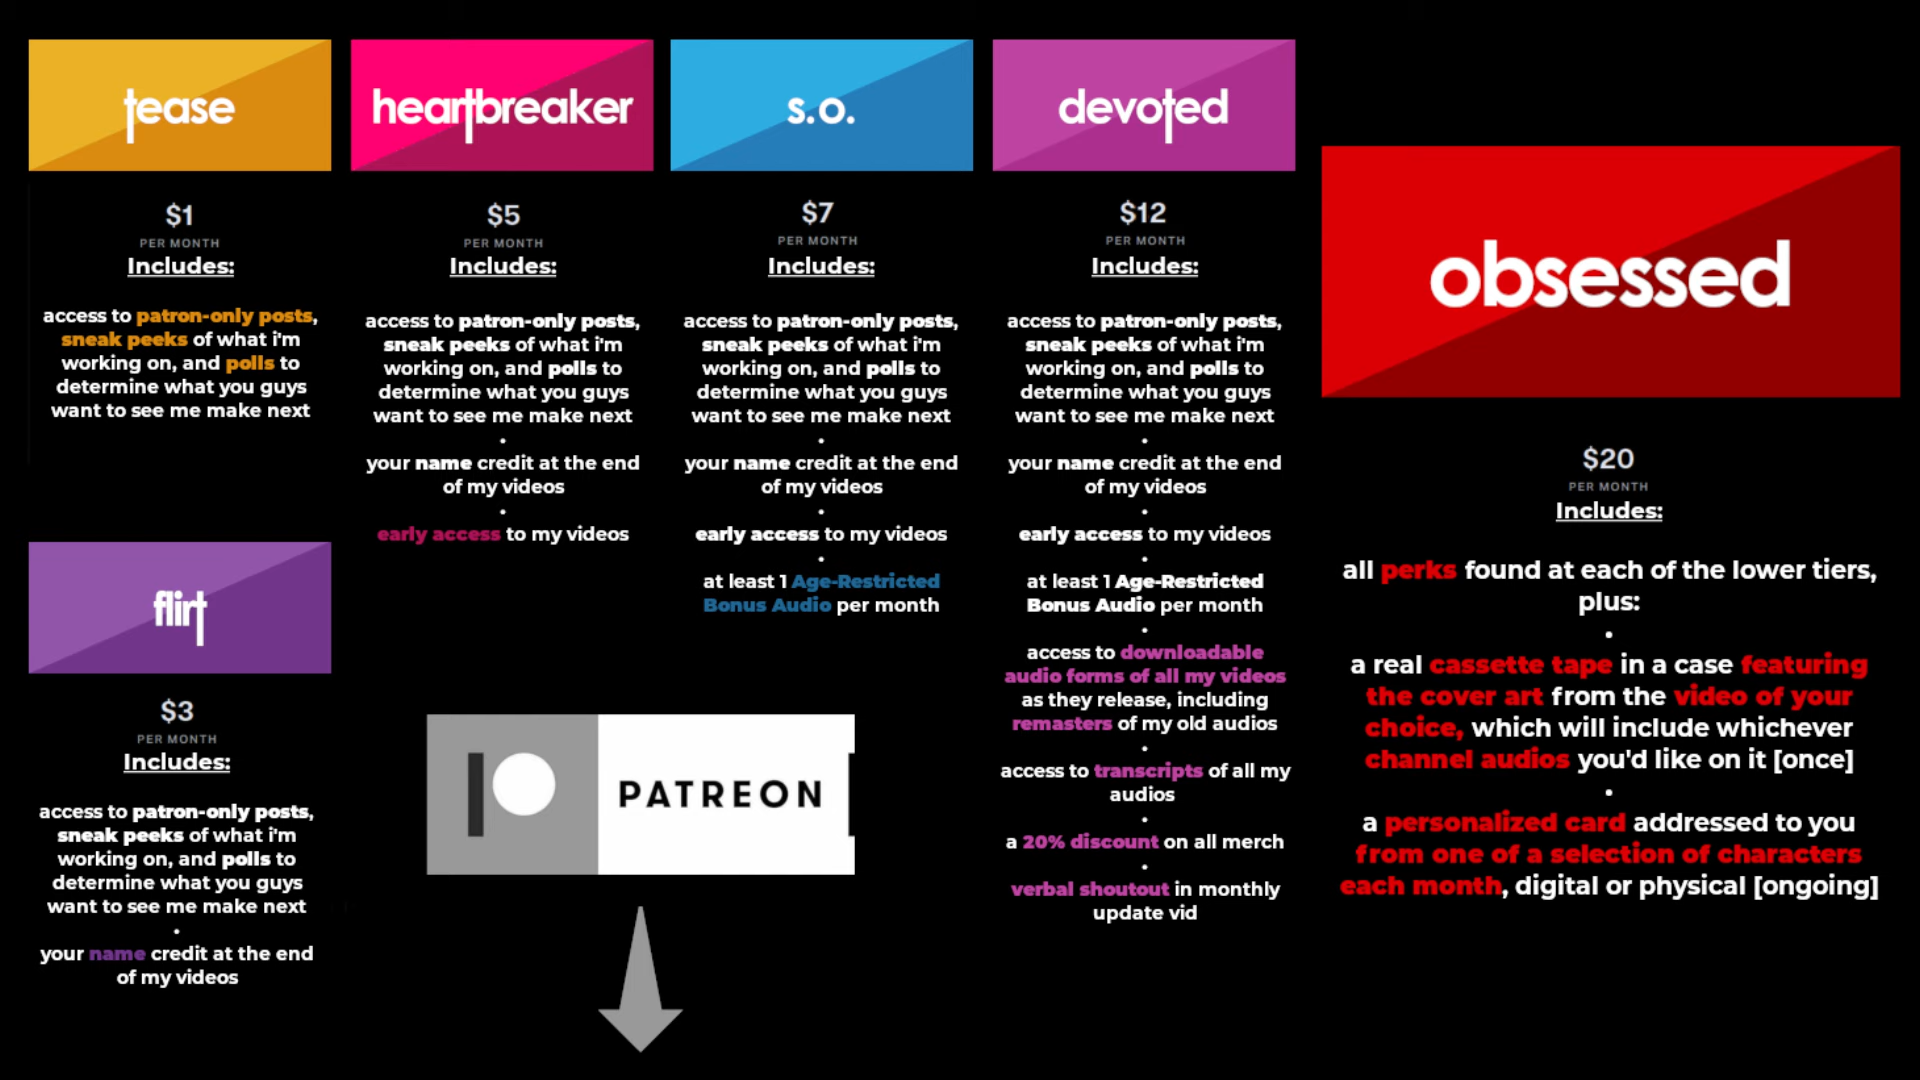 tease
$1
PER MONTH
Includes:
access to patron-only posts,
sneak peeks of what i'm
working on, and polls to
determine what you guys
want to see me make next
flirt
$3
PER MONTH
Includes:
access to patron-only posts,
sneak peeks of what i'm
working on, and polls to
determine what you guys
want to see me make next
•
your name credit at the end
of my videos
heartbreaker
$5
PER MONTH
Includes:
access to patron-only posts,
sneak peeks of what i'm
working on, and polls to
determine what you guys
want to see me make next
•
your name credit at the end
of my videos
•
early access to my videos
s.o.
$7
PER MONTH
Includes:
access to patron-only posts,
sneak peeks of what i'm
working on, and polls to
determine what you guys
want to see me make next
•
your name credit at the end
of my videos
•
early access to my videos
•
at least 1 Age-Restricted
Bonus Audio per month
PATREON
devoted
$12
PER MONTH
Includes:
access to patron-only posts,
sneak peeks of what i'm
working on, and polls to
determine what you guys
want to see me make next
•
your name credit at the end
of my videos
•
early access to my videos
•
at least 1 Age-Restricted
Bonus Audio per month
•
access to downloadable
audio forms of all my videos
as they release, including
remasters of my old audios
•
access to transcripts of all my
audios
•
a 20% discount on all merch
•
verbal shoutout in monthly
update vid
obsessed
$20
PER MONTH
Includes:
all perks found at each of the lower tiers,
plus:
•
a real cassette tape in a case featuring
the cover art from the video of your
choice, which will include whichever
channel audios you'd like on it [once]
•
a personalized card addressed to you
from one of a selection of characters
each month, digital or physical [ongoing]